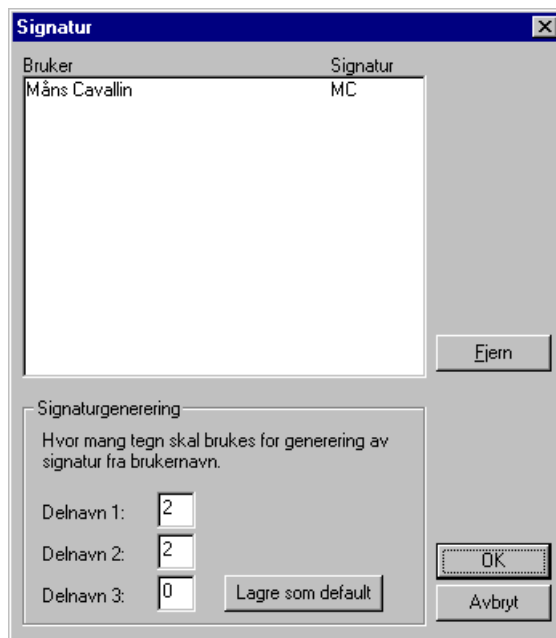 Signatur
Bruker Signatur
Måns Cavallin MC
Fjern
Signaturgenerering
Hvor mang tegn skal brukes for generering av
signatur fra brukernavn.
Delnavn 1: 2
Delnavn 2: 2
Delnavn 3: 0
Lagre som default
OK
Avbryt